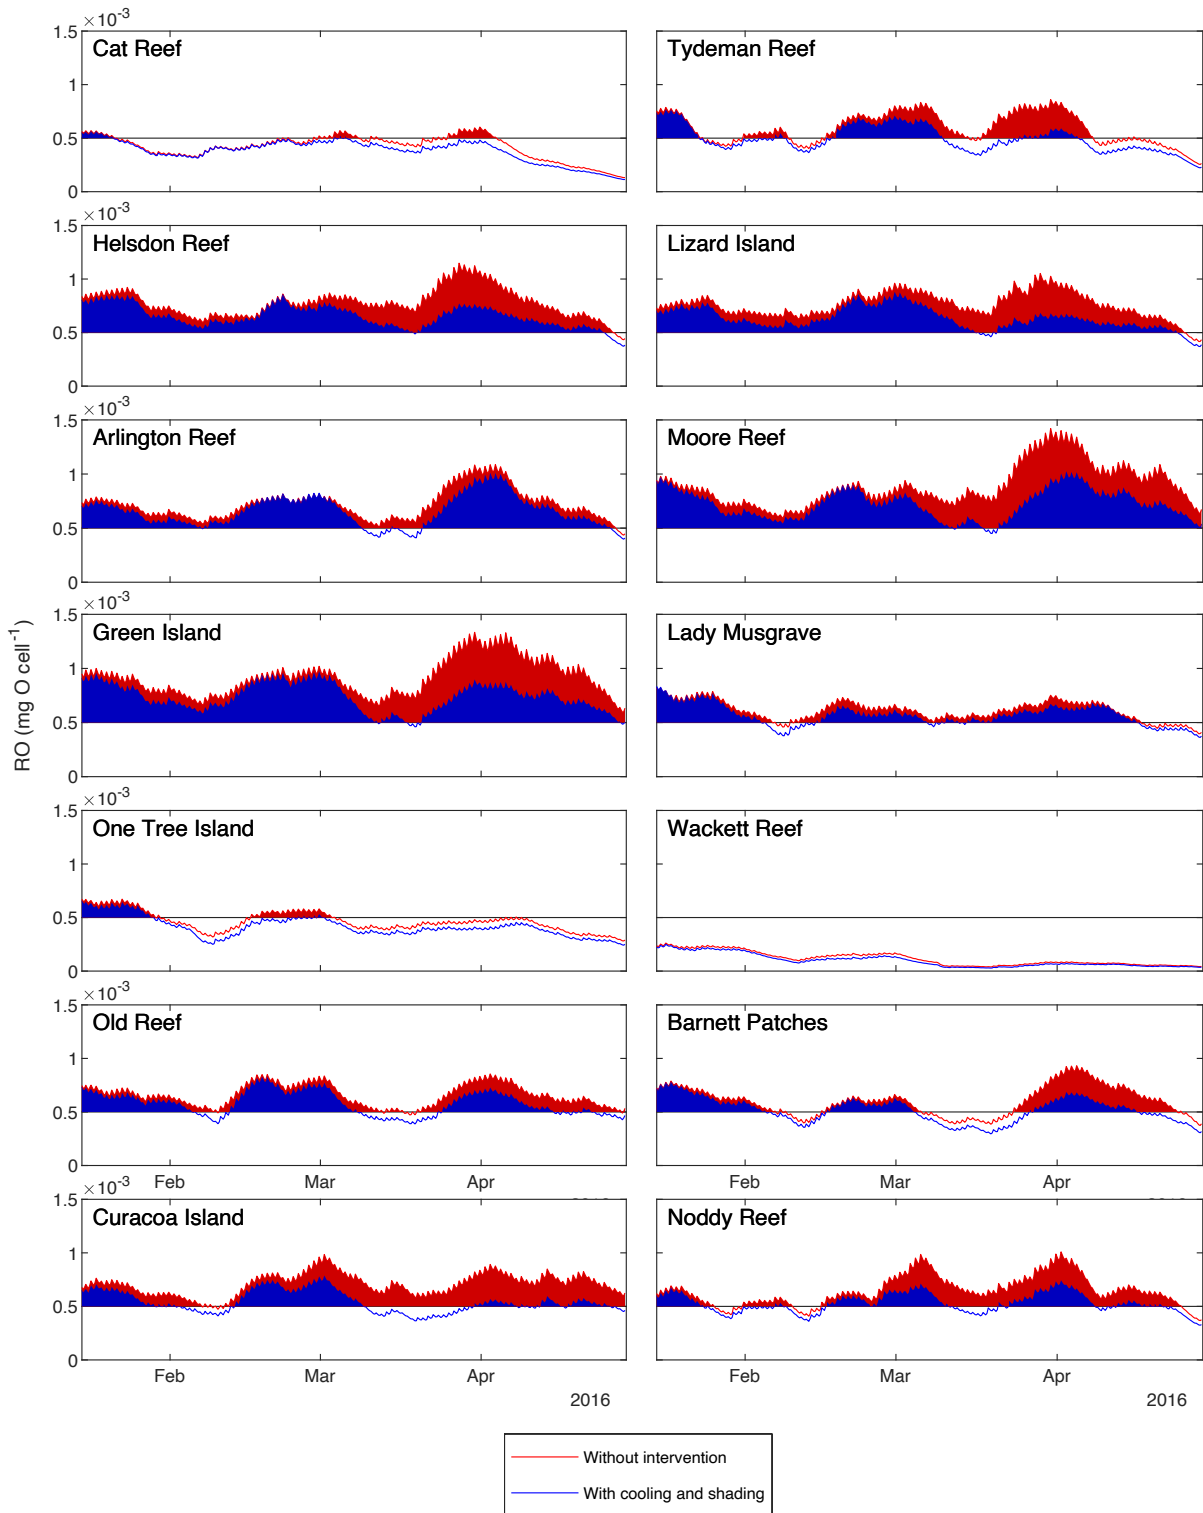 ×10-3
1.5
1
0.5
0
Cat Reef
Tydeman Reef
×10-3
1.5
1
0.5
0
Helsdon Reef
Lizard Island
×10-3
1.5
1
0.5
0
Arlington Reef
Moore Reef
×10-3
1.5
1
0.5
0
Green Island
Lady Musgrave
RO (mg O cell-1)
×10-3
1.5
1
0.5
0
One Tree Island
Wackett Reef
×10-3
1.5
1
0.5
0
Old Reef
Barnett Patches
Feb Mar Apr
Feb Mar Apr
×10-3
1.5
1
0.5
0
Curacoa Island
Noddy Reef
Feb Mar Apr
2016
Feb Mar Apr
2016
Without intervention
With cooling and shading